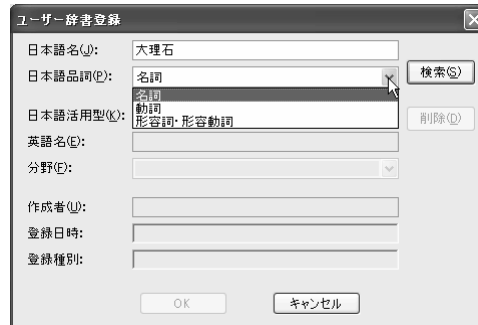 ユーザー辞書登録
日本語名(J): 大理石
日本語品詞(P): 名詞 検索(S)
名詞
動詞
日本語活用型(K): 形容詞・形容動詞 削除(D)
英語名(E):
分野(F):
作成者(U):
登録日時:
登録種別:
OK キャンセル